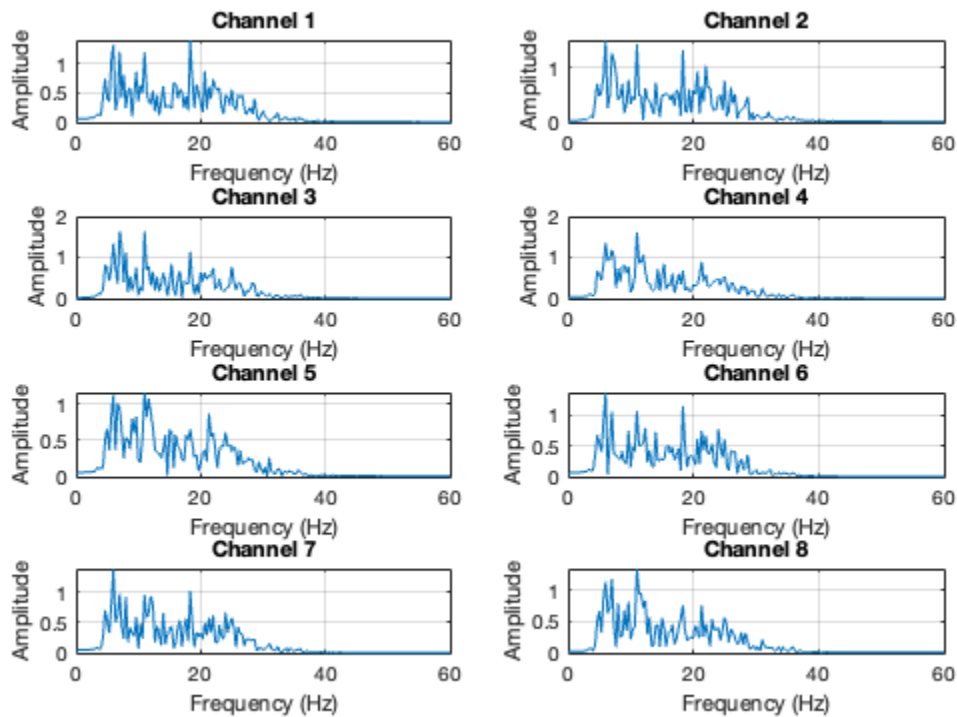 Channel 1
Amplitude
1
0.5
0
0 20 40 60
Frequency (Hz)
Channel 2
Amplitude
1
0
0 20 40 60
Frequency (Hz)
Channel 3
Amplitude
2
1
0
0 20 40 60
Frequency (Hz)
Channel 4
Amplitude
2
1
0
0 20 40 60
Frequency (Hz)
Channel 5
Amplitude
1
0.5
0
0 20 40 60
Frequency (Hz)
Channel 6
Amplitude
1
0.5
0
0 20 40 60
Frequency (Hz)
Channel 7
Amplitude
1
0.5
0
0 20 40 60
Frequency (Hz)
Channel 8
Amplitude
1
0.5
0
0 20 40 60
Frequency (Hz)